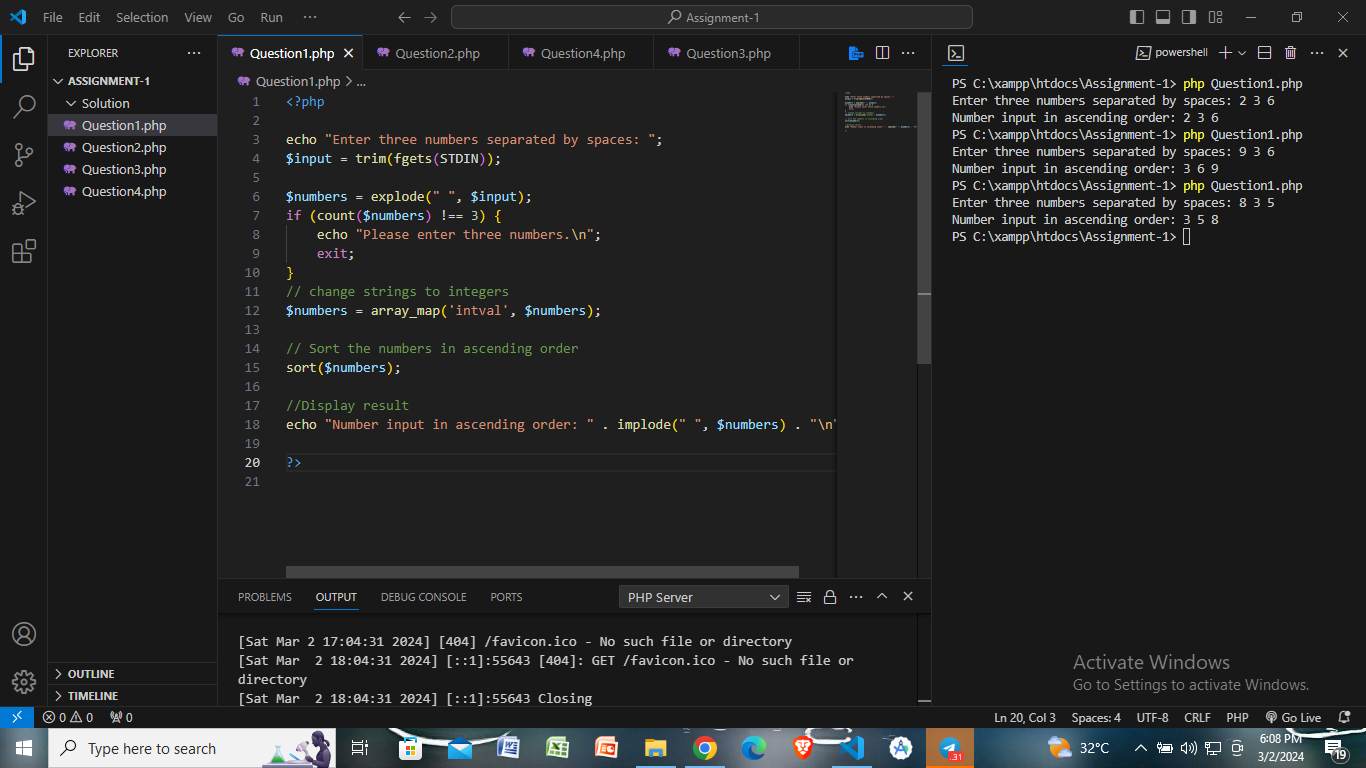 File Edit Selection View Go Run ··· Assignment-1
EXPLORER ···
ASSIGNMENT-1
Solution
Question1.php
Question2.php
Question3.php
Question4.php
OUTLINE
TIMELINE
Question1.php Question2.php Question4.php Question3.php ···
Question1.php > ...
1 <?php
2
3 echo "Enter three numbers separated by spaces: ";
4 $input = trim(fgets(STDIN));
5
6 $numbers = explode(" ", $input);
7 if (count($numbers) !== 3) {
8     echo "Please enter three numbers.\n";
9     exit;
10 }
11 // change strings to integers
12 $numbers = array_map('intval', $numbers);
13
14 // Sort the numbers in ascending order
15 sort($numbers);
16
17 //Display result
18 echo "Number input in ascending order: " . implode(" ", $numbers) . "\n"
19
20 ?>
21
PROBLEMS OUTPUT DEBUG CONSOLE PORTS PHP Server ···
[Sat Mar 2 17:04:31 2024] [404] /favicon.ico - No such file or directory
[Sat Mar  2 18:04:31 2024] [::1]:55643 [404]: GET /favicon.ico - No such file or
directory
[Sat Mar  2 18:04:31 2024] [::1]:55643 Closing
powershell ···
PS C:\xampp\htdocs\Assignment-1> php Question1.php
Enter three numbers separated by spaces: 2 3 6
Number input in ascending order: 2 3 6
PS C:\xampp\htdocs\Assignment-1> php Question1.php
Enter three numbers separated by spaces: 9 3 6
Number input in ascending order: 3 6 9
PS C:\xampp\htdocs\Assignment-1> php Question1.php
Enter three numbers separated by spaces: 8 3 5
Number input in ascending order: 3 5 8
PS C:\xampp\htdocs\Assignment-1>
Activate Windows
Go to Settings to activate Windows.
0 0 0 Ln 20, Col 3 Spaces: 4 UTF-8 CRLF PHP Go Live
Type here to search 31 32°C 6:08 PM
3/2/2024 19